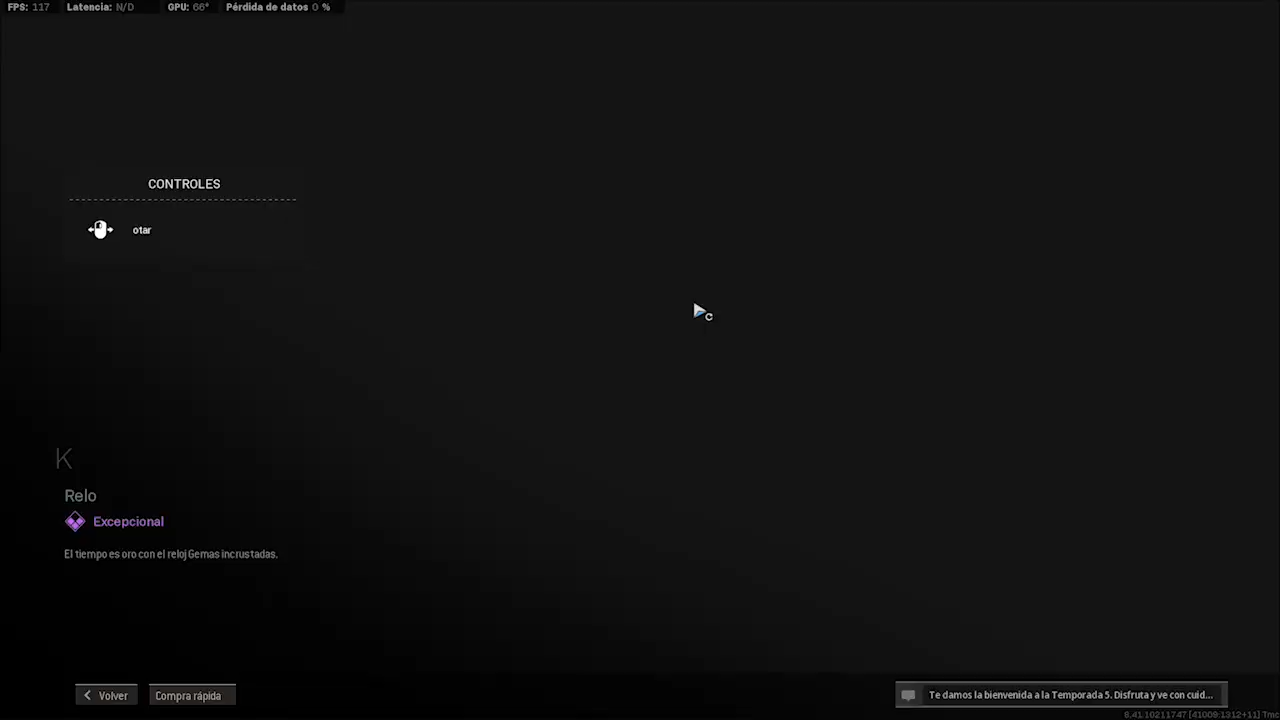 FPS: 117 Latencia: N/D GPU: 66° Pérdida de datos 0 %
CONTROLES
otar
K
Relo
Excepcional
El tiempo es oro con el reloj Gemas incrustadas.
Volver Compra rápida
Te damos la bienvenida a la Temporada 5. Disfruta y ve con cuid...